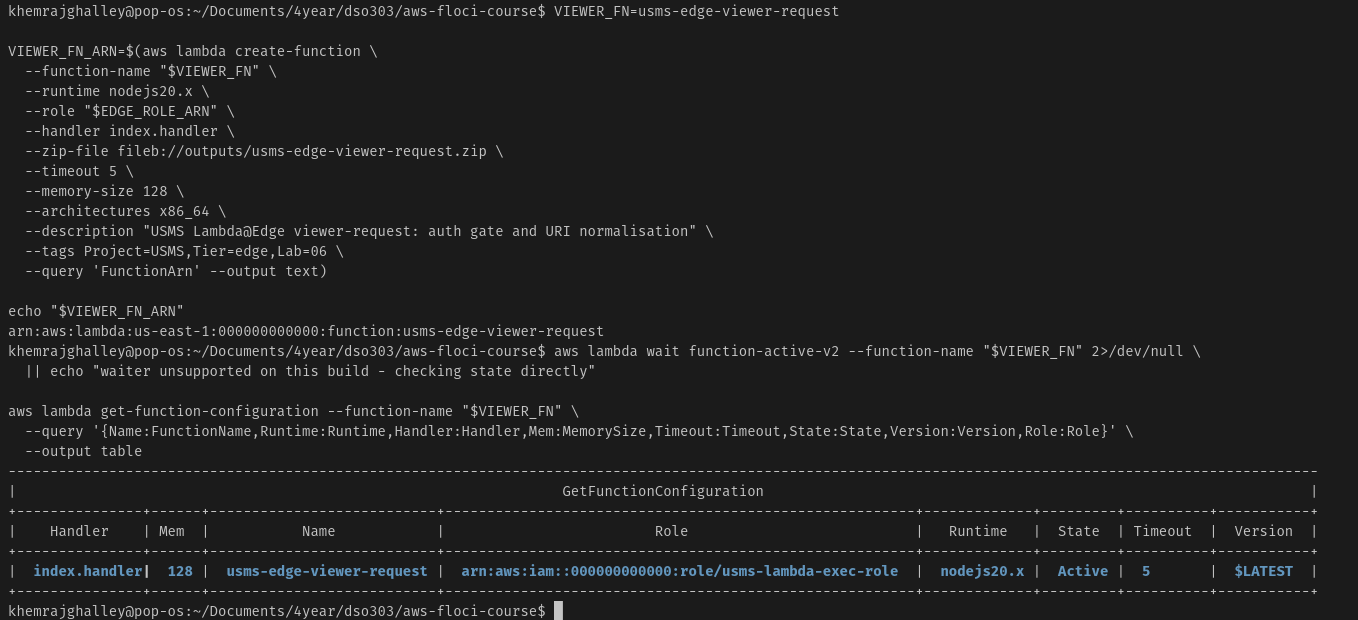 khemrajghalley@pop-os:~/Documents/4year/dso303/aws-floci-course$ VIEWER_FN=usms-edge-viewer-request

VIEWER_FN_ARN=$(aws lambda create-function \
  --function-name "$VIEWER_FN" \
  --runtime nodejs20.x \
  --role "$EDGE_ROLE_ARN" \
  --handler index.handler \
  --zip-file fileb://outputs/usms-edge-viewer-request.zip \
  --timeout 5 \
  --memory-size 128 \
  --architectures x86_64 \
  --description "USMS Lambda@Edge viewer-request: auth gate and URI normalisation" \
  --tags Project=USMS,Tier=edge,Lab=06 \
  --query 'FunctionArn' --output text)

echo "$VIEWER_FN_ARN"
arn:aws:lambda:us-east-1:000000000000:function:usms-edge-viewer-request
khemrajghalley@pop-os:~/Documents/4year/dso303/aws-floci-course$ aws lambda wait function-active-v2 --function-name "$VIEWER_FN" 2>/dev/null \
  || echo "waiter unsupported on this build - checking state directly"

aws lambda get-function-configuration --function-name "$VIEWER_FN" \
  --query '{Name:FunctionName,Runtime:Runtime,Handler:Handler,Mem:MemorySize,Timeout:Timeout,State:State,Version:Version,Role:Role}' \
  --output table
------------------------------------------------------------------------------------------------------------------------------------------------------------
|                                                                 GetFunctionConfiguration                                                                 |
+---------------+------+---------------------------+--------------------------------------------------------+-------------+---------+----------+-----------+
|    Handler    | Mem  |           Name            |                         Role                           |   Runtime   |  State  | Timeout  |  Version  |
+---------------+------+---------------------------+--------------------------------------------------------+-------------+---------+----------+-----------+
|  index.handler|  128 |  usms-edge-viewer-request |  arn:aws:iam::000000000000:role/usms-lambda-exec-role  |  nodejs20.x |  Active |  5       |  $LATEST  |
+---------------+------+---------------------------+--------------------------------------------------------+-------------+---------+----------+-----------+
khemrajghalley@pop-os:~/Documents/4year/dso303/aws-floci-course$